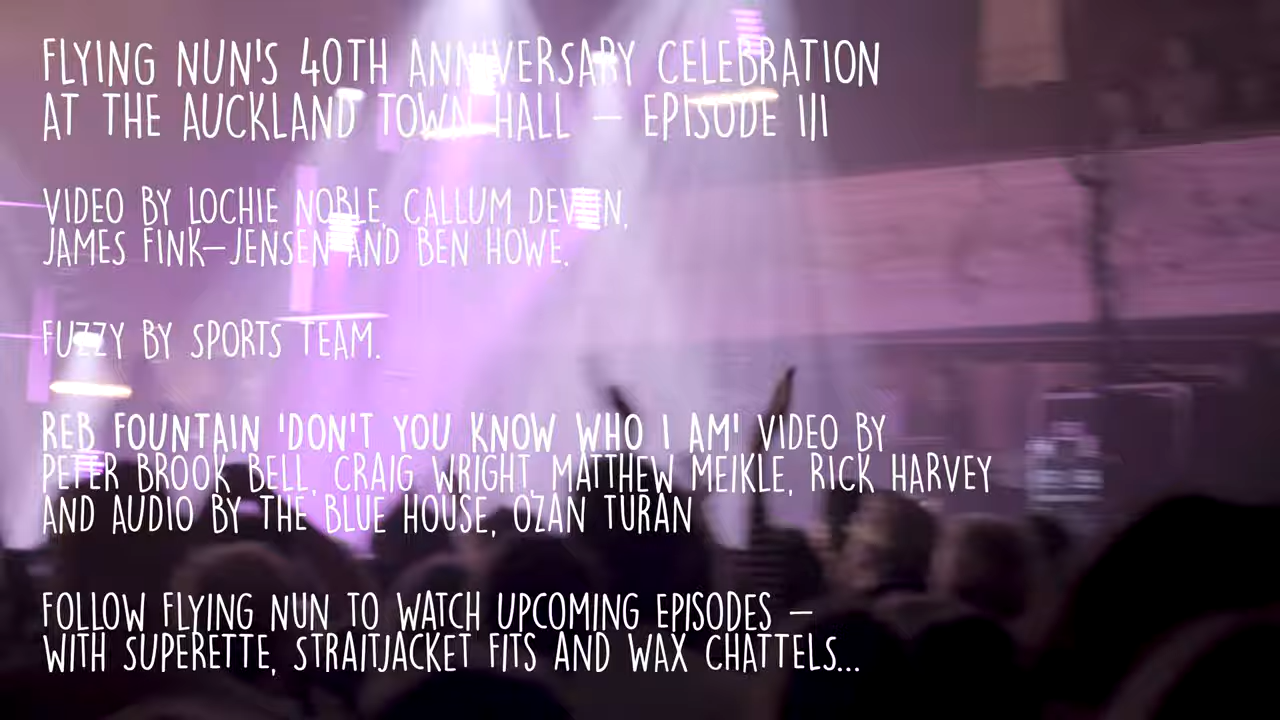 FLYING NUN'S 40TH ANNIVERSARY CELEBRATION
AT THE AUCKLAND TOWN HALL – EPISODE III
VIDEO BY LOCHIE NOBLE, CALLUM DEVLIN,
JAMES FINK-JENSEN AND BEN HOWE.
FUZZY BY SPORTS TEAM.
REB FOUNTAIN 'DON'T YOU KNOW WHO I AM' VIDEO BY
PETER BROOK BELL, CRAIG WRIGHT, MATTHEW MEIKLE, RICK HARVEY
AND AUDIO BY THE BLUE HOUSE, OZAN TURAN
FOLLOW FLYING NUN TO WATCH UPCOMING EPISODES –
WITH SUPERETTE, STRAITJACKET FITS AND WAX CHATTELS...